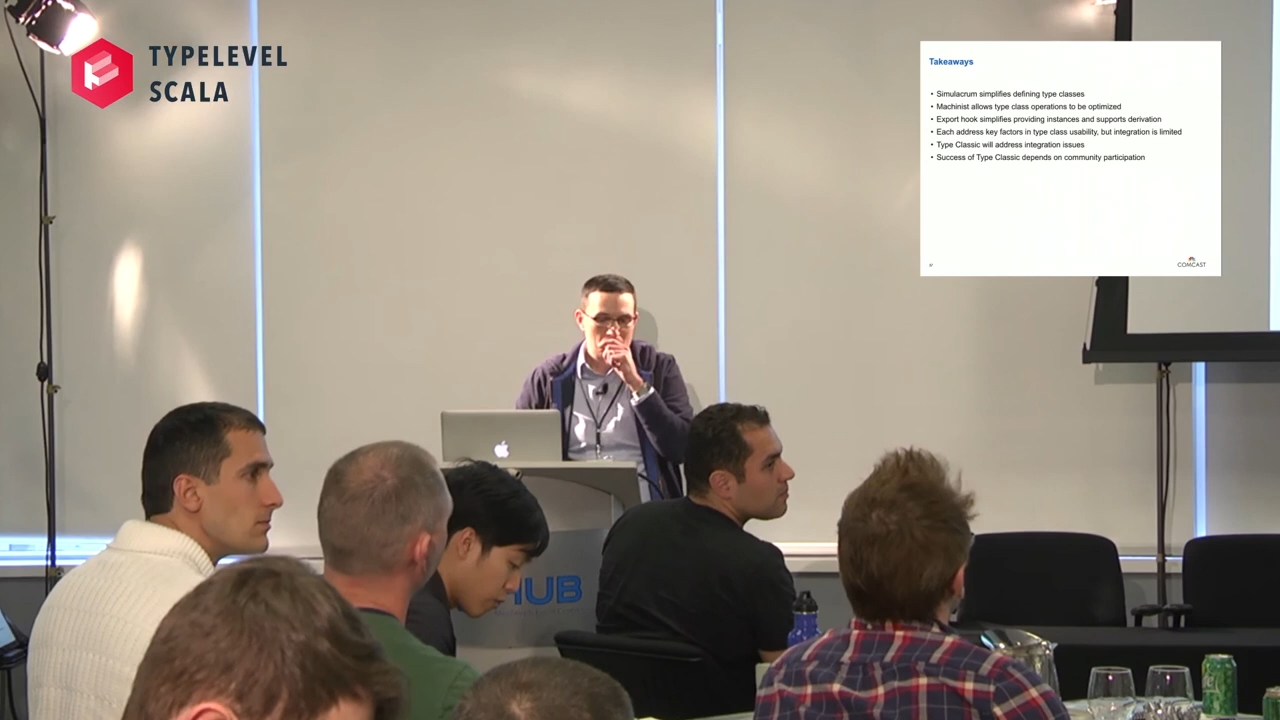 TYPELEVEL
SCALA
Takeaways
• Simulacrum simplifies defining type classes
• Machinist allows type class operations to be optimized
• Export hook simplifies providing instances and supports derivation
• Each address key factors in type class usability, but integration is limited
• Type Classic will address integration issues
• Success of Type Classic depends on community participation
COMCAST
HUB